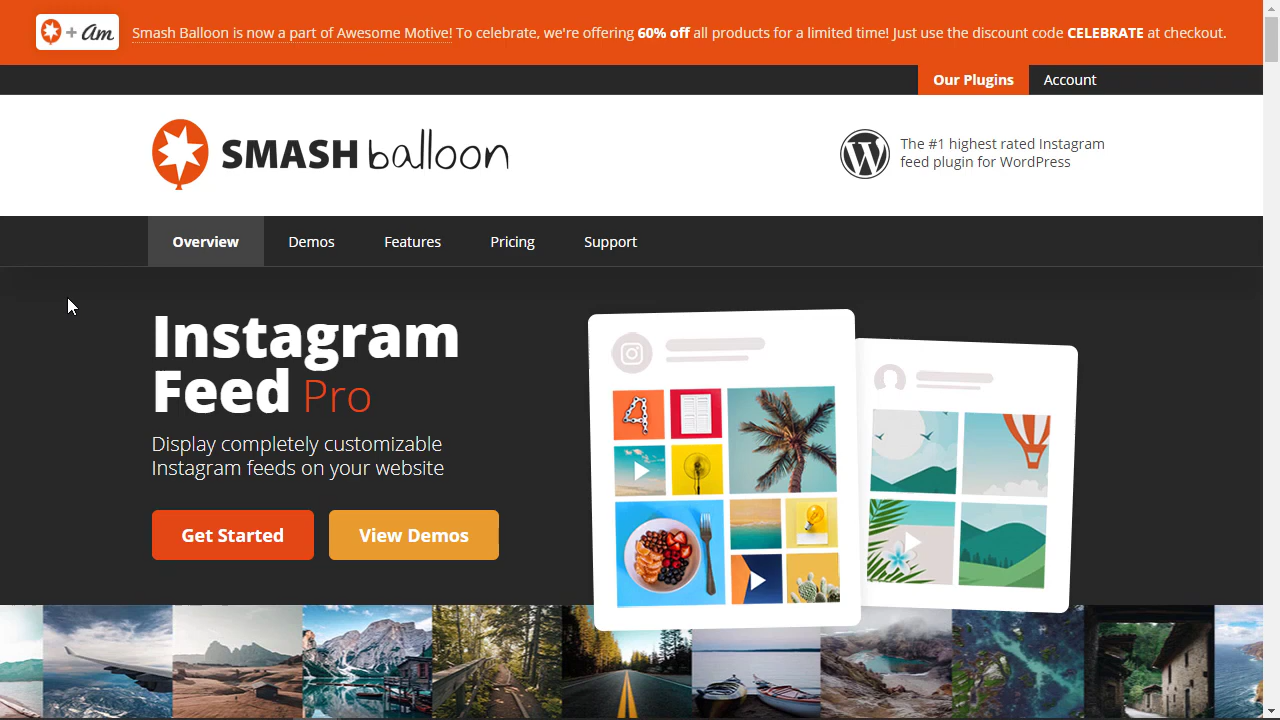 + Am Smash Balloon is now a part of Awesome Motive! To celebrate, we're offering 60% off all products for a limited time! Just use the discount code CELEBRATE at checkout.
Our Plugins Account
SMASH balloon
The #1 highest rated Instagram
feed plugin for WordPress
Overview Demos Features Pricing Support
Instagram
Feed Pro
Display completely customizable
Instagram feeds on your website
Get Started View Demos